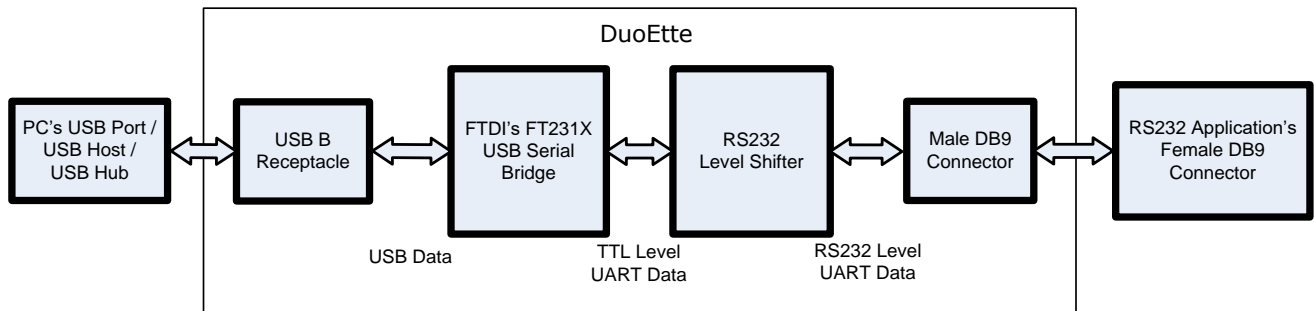 DuoEtte
PC's USB Port /
USB Host /
USB Hub
USB B
Receptacle
FTDI's FT231X
USB Serial
Bridge
RS232
Level Shifter
Male DB9
Connector
RS232 Application's
Female DB9
Connector
USB Data
TTL Level
UART Data
RS232 Level
UART Data